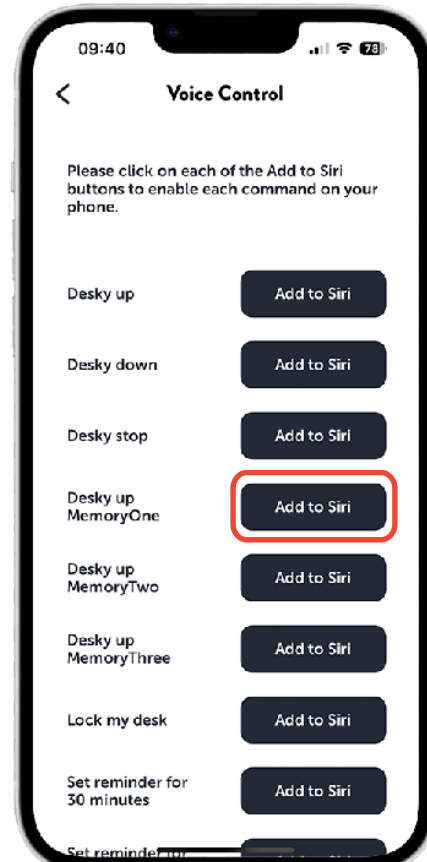 09:40
78
Voice Control
Please click on each of the Add to Siri
buttons to enable each command on your
phone.
Desky up
Add to Siri
Desky down
Add to Siri
Desky stop
Add to Siri
Desky up
MemoryOne
Add to Siri
Desky up
MemoryTwo
Add to Siri
Desky up
MemoryThree
Add to Siri
Lock my desk
Add to Siri
Set reminder for
30 minutes
Add to Siri
Set reminder for